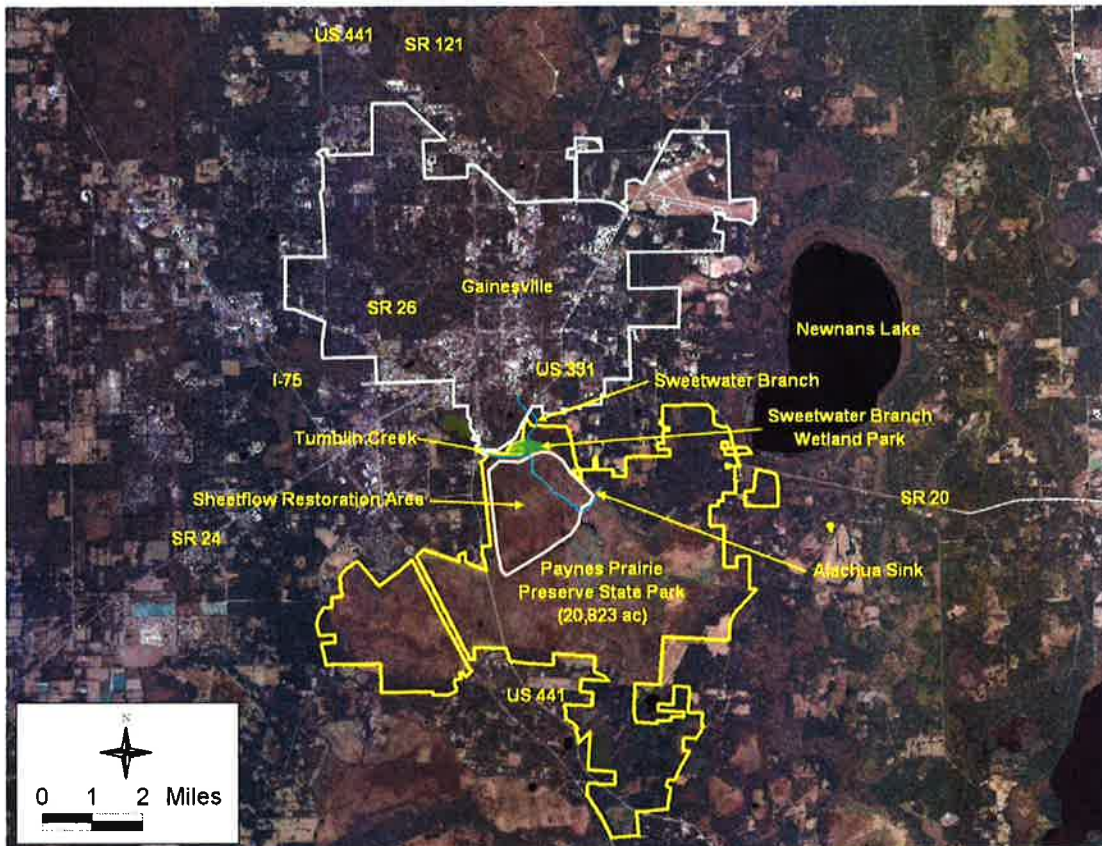 US 441
SR 121
Gainesville
SR 26
Newnans Lake
US 331
I-75
Sweetwater Branch
Sweetwater Branch
Wetland Park
Tumblin Creek
Sheetflow Restoration Area
SR 20
SR 24
Alachua Sink
Paynes Prairie
Preserve State Park
(20,823 ac)
US 441
N
0 1 2 Miles